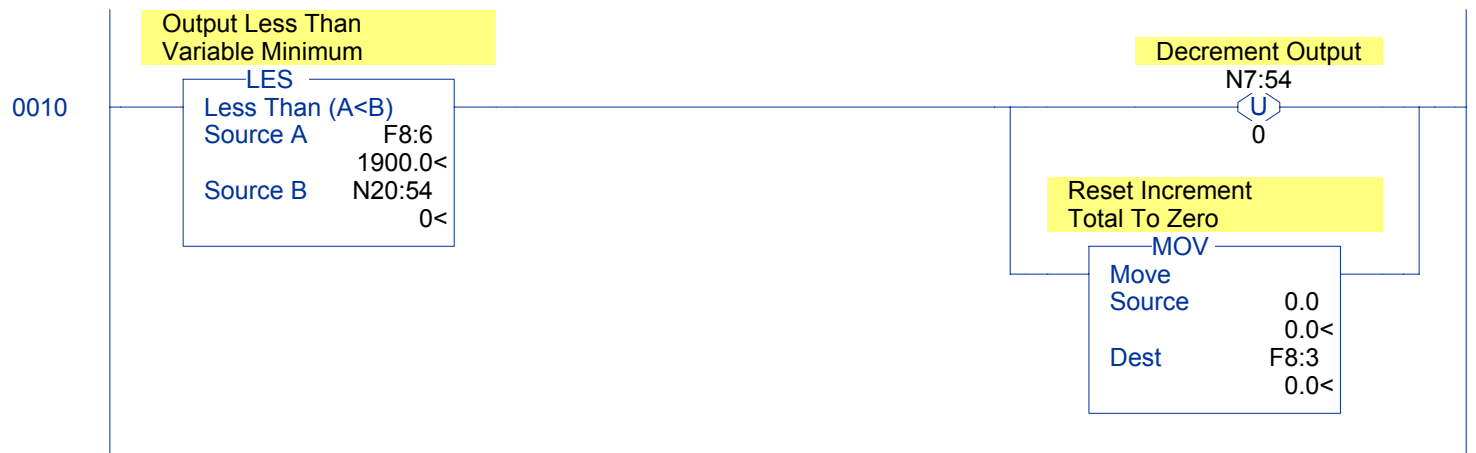 Output Less Than
Variable Minimum
LES
Less Than (A<B)
Source A F8:6
1900.0<
Source B N20:54
0<
0010
Decrement Output
N7:54
U
0
Reset Increment
Total To Zero
MOV
Move
Source 0.0
0.0<
Dest F8:3
0.0<